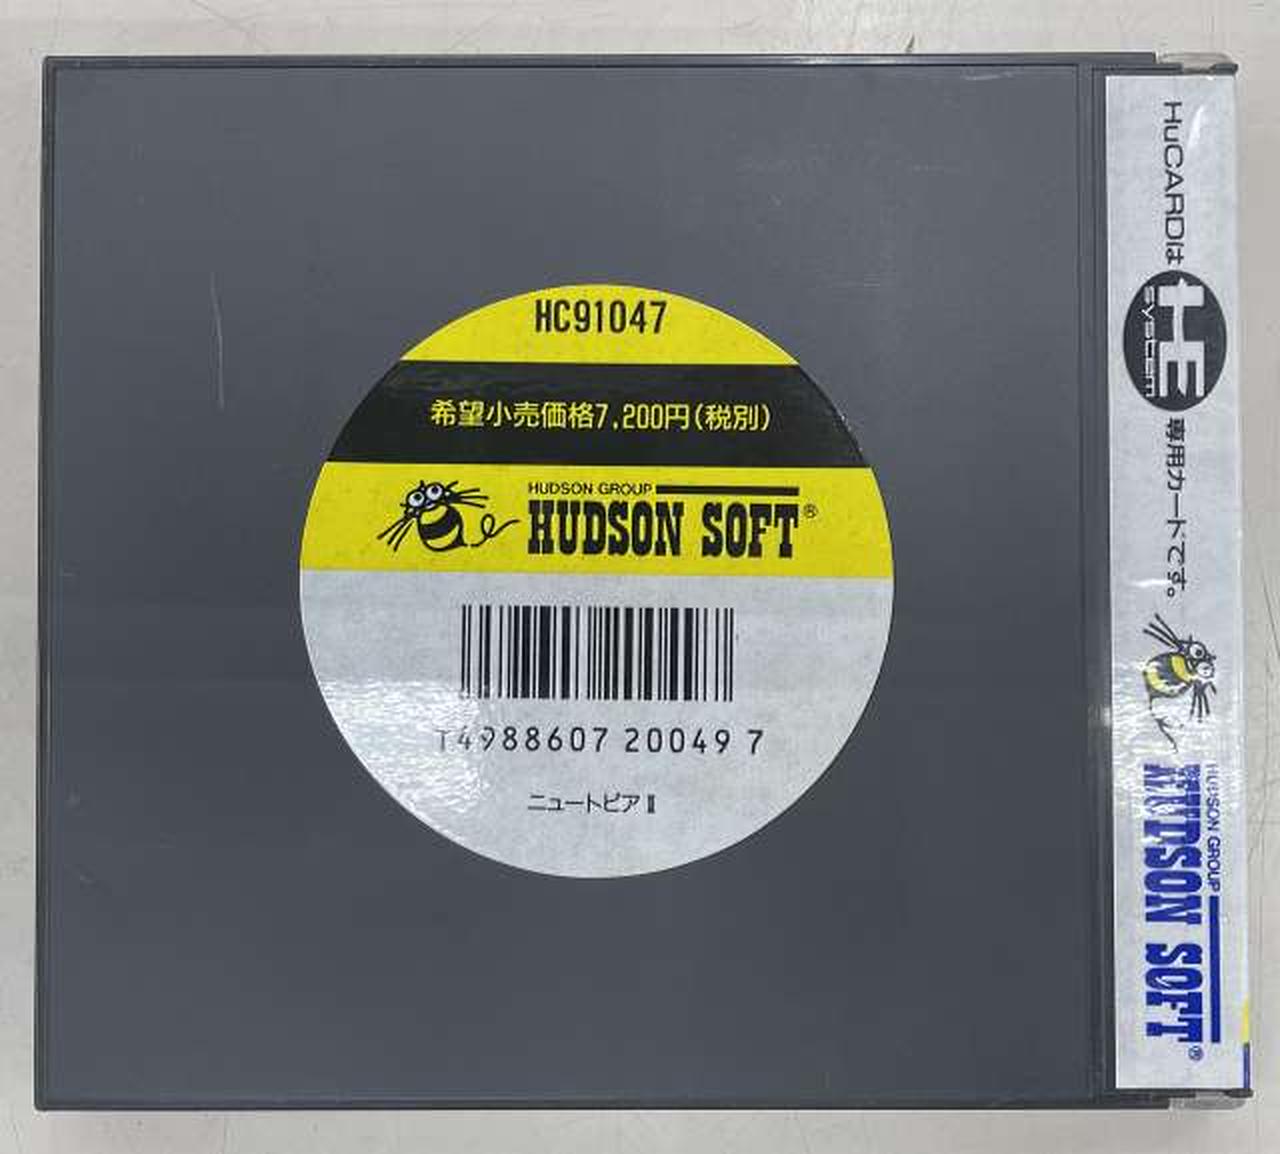 HC91047
希望小売価格7,200円(税別)
HUDSON GROUP
HUDSON SOFT®
T4988607 20049 7
ニュートピアⅡ
HuCARDは
HE
system
専用カードです。
HUDSON GROUP
HUDSON SOFT®